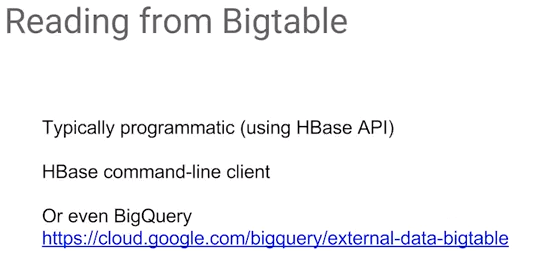 Reading from Bigtable
Typically programmatic (using HBase API)
HBase command-line client
Or even BigQuery
https://cloud.google.com/bigquery/external-data-bigtable